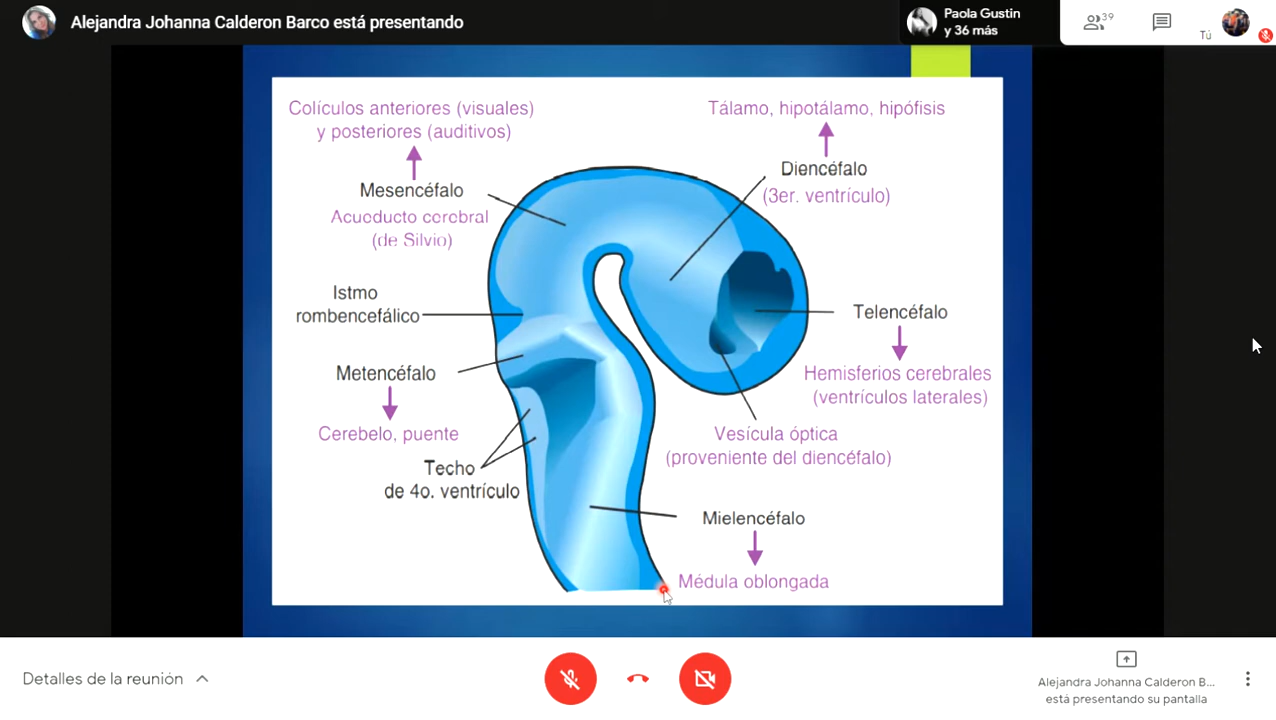 Alejandra Johanna Calderon Barco está presentando
Paola Gustin
y 36 más
39
Tú
Colículos anteriores (visuales)
y posteriores (auditivos)
Mesencéfalo
Acueducto cerebral
(de Silvio)
Istmo
rombencefálico
Metencéfalo
Cerebelo, puente
Techo
de 4o. ventrículo
Tálamo, hipotálamo, hipófisis
Diencéfalo
(3er. ventrículo)
Telencéfalo
Hemisferios cerebrales
(ventrículos laterales)
Vesícula óptica
(proveniente del diencéfalo)
Mielencéfalo
Médula oblongada
Detalles de la reunión
Alejandra Johanna Calderon B...
está presentando su pantalla